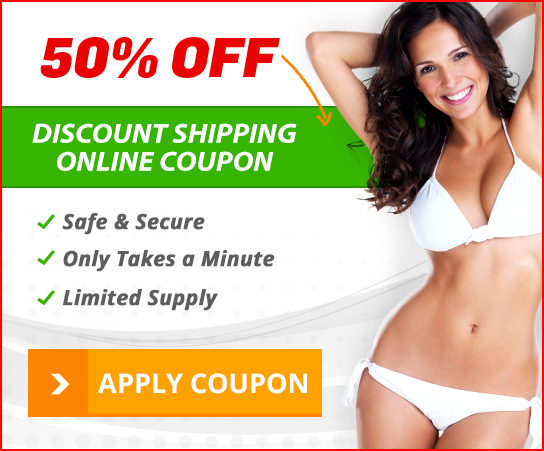 50% OFF
DISCOUNT SHIPPING
ONLINE COUPON
Safe & Secure
Only Takes a Minute
Limited Supply
APPLY COUPON